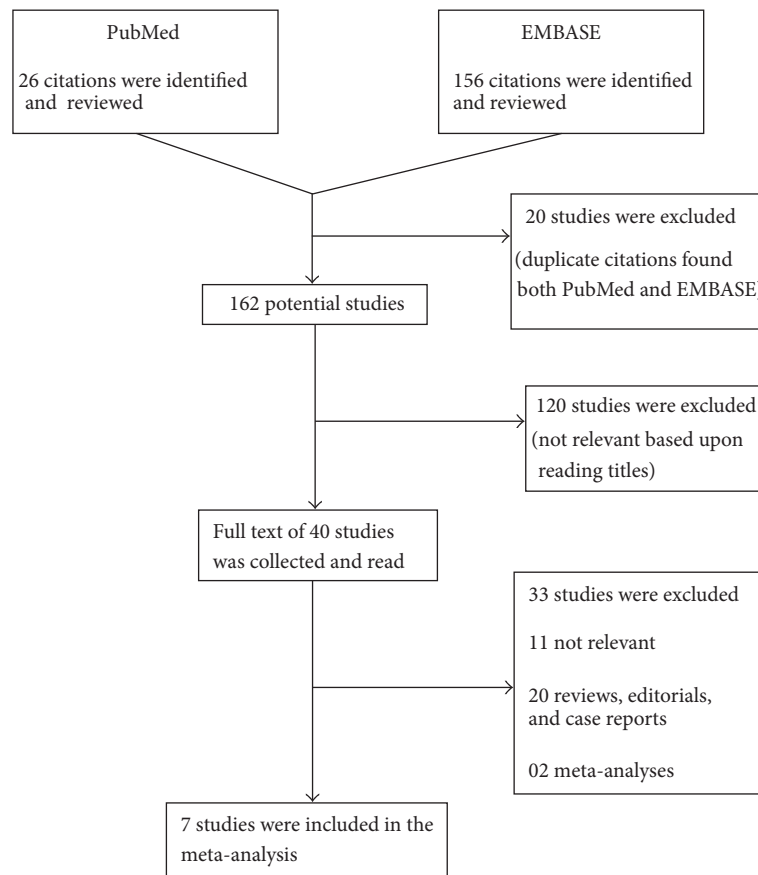 PubMed
26 citations were identified
and reviewed
EMBASE
156 citations were identified
and reviewed
20 studies were excluded
(duplicate citations found
both PubMed and EMBASE)
162 potential studies
120 studies were excluded
(not relevant based upon
reading titles)
Full text of 40 studies
was collected and read
33 studies were excluded
11 not relevant
20 reviews, editorials,
and case reports
02 meta-analyses
7 studies were included in the
meta-analysis